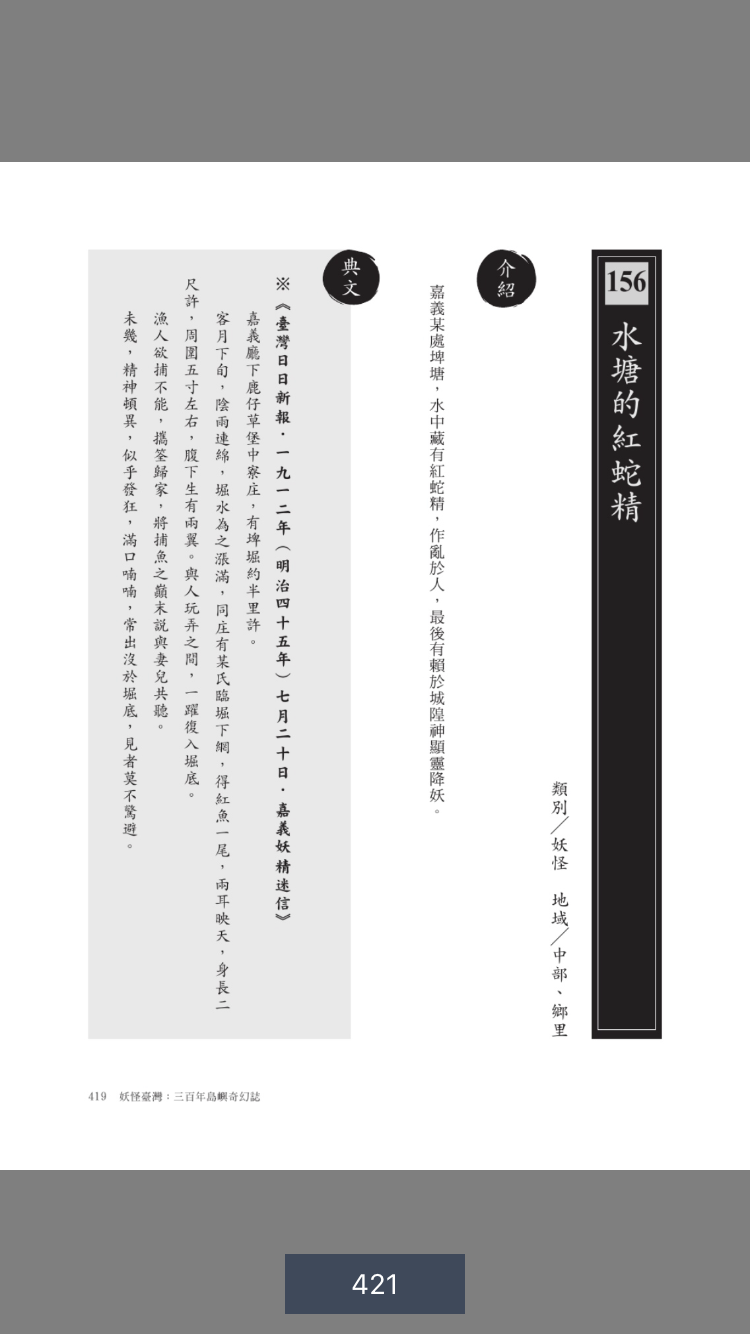 156
水塘的紅蛇精
類別／妖怪　地域／中部、鄉里
介紹
嘉義某處埤塘，水中藏有紅蛇精，作亂於人，最後有賴於城隍神顯靈降妖。
典文
※《臺灣日日新報．一九一二年（明治四十五年）七月二十日．嘉義妖精迷信》
嘉義廳下鹿仔草堡中寮庄，有埤堀約半里許。
客月下旬，陰雨連綿，堀水為之漲滿，同庄有某氏臨堀下網，得紅魚一尾，兩耳映天，身長二
尺許，周圍五寸左右，腹下生有兩翼。與人玩弄之間，一躍復入堀底。
漁人欲捕不能，攜筌歸家，將捕魚之巔末說與妻兒共聽。
未幾，精神頓異，似乎發狂，滿口喃喃，常出沒於堀底，見者莫不驚避。
419　妖怪臺灣：三百年島嶼奇幻誌
421